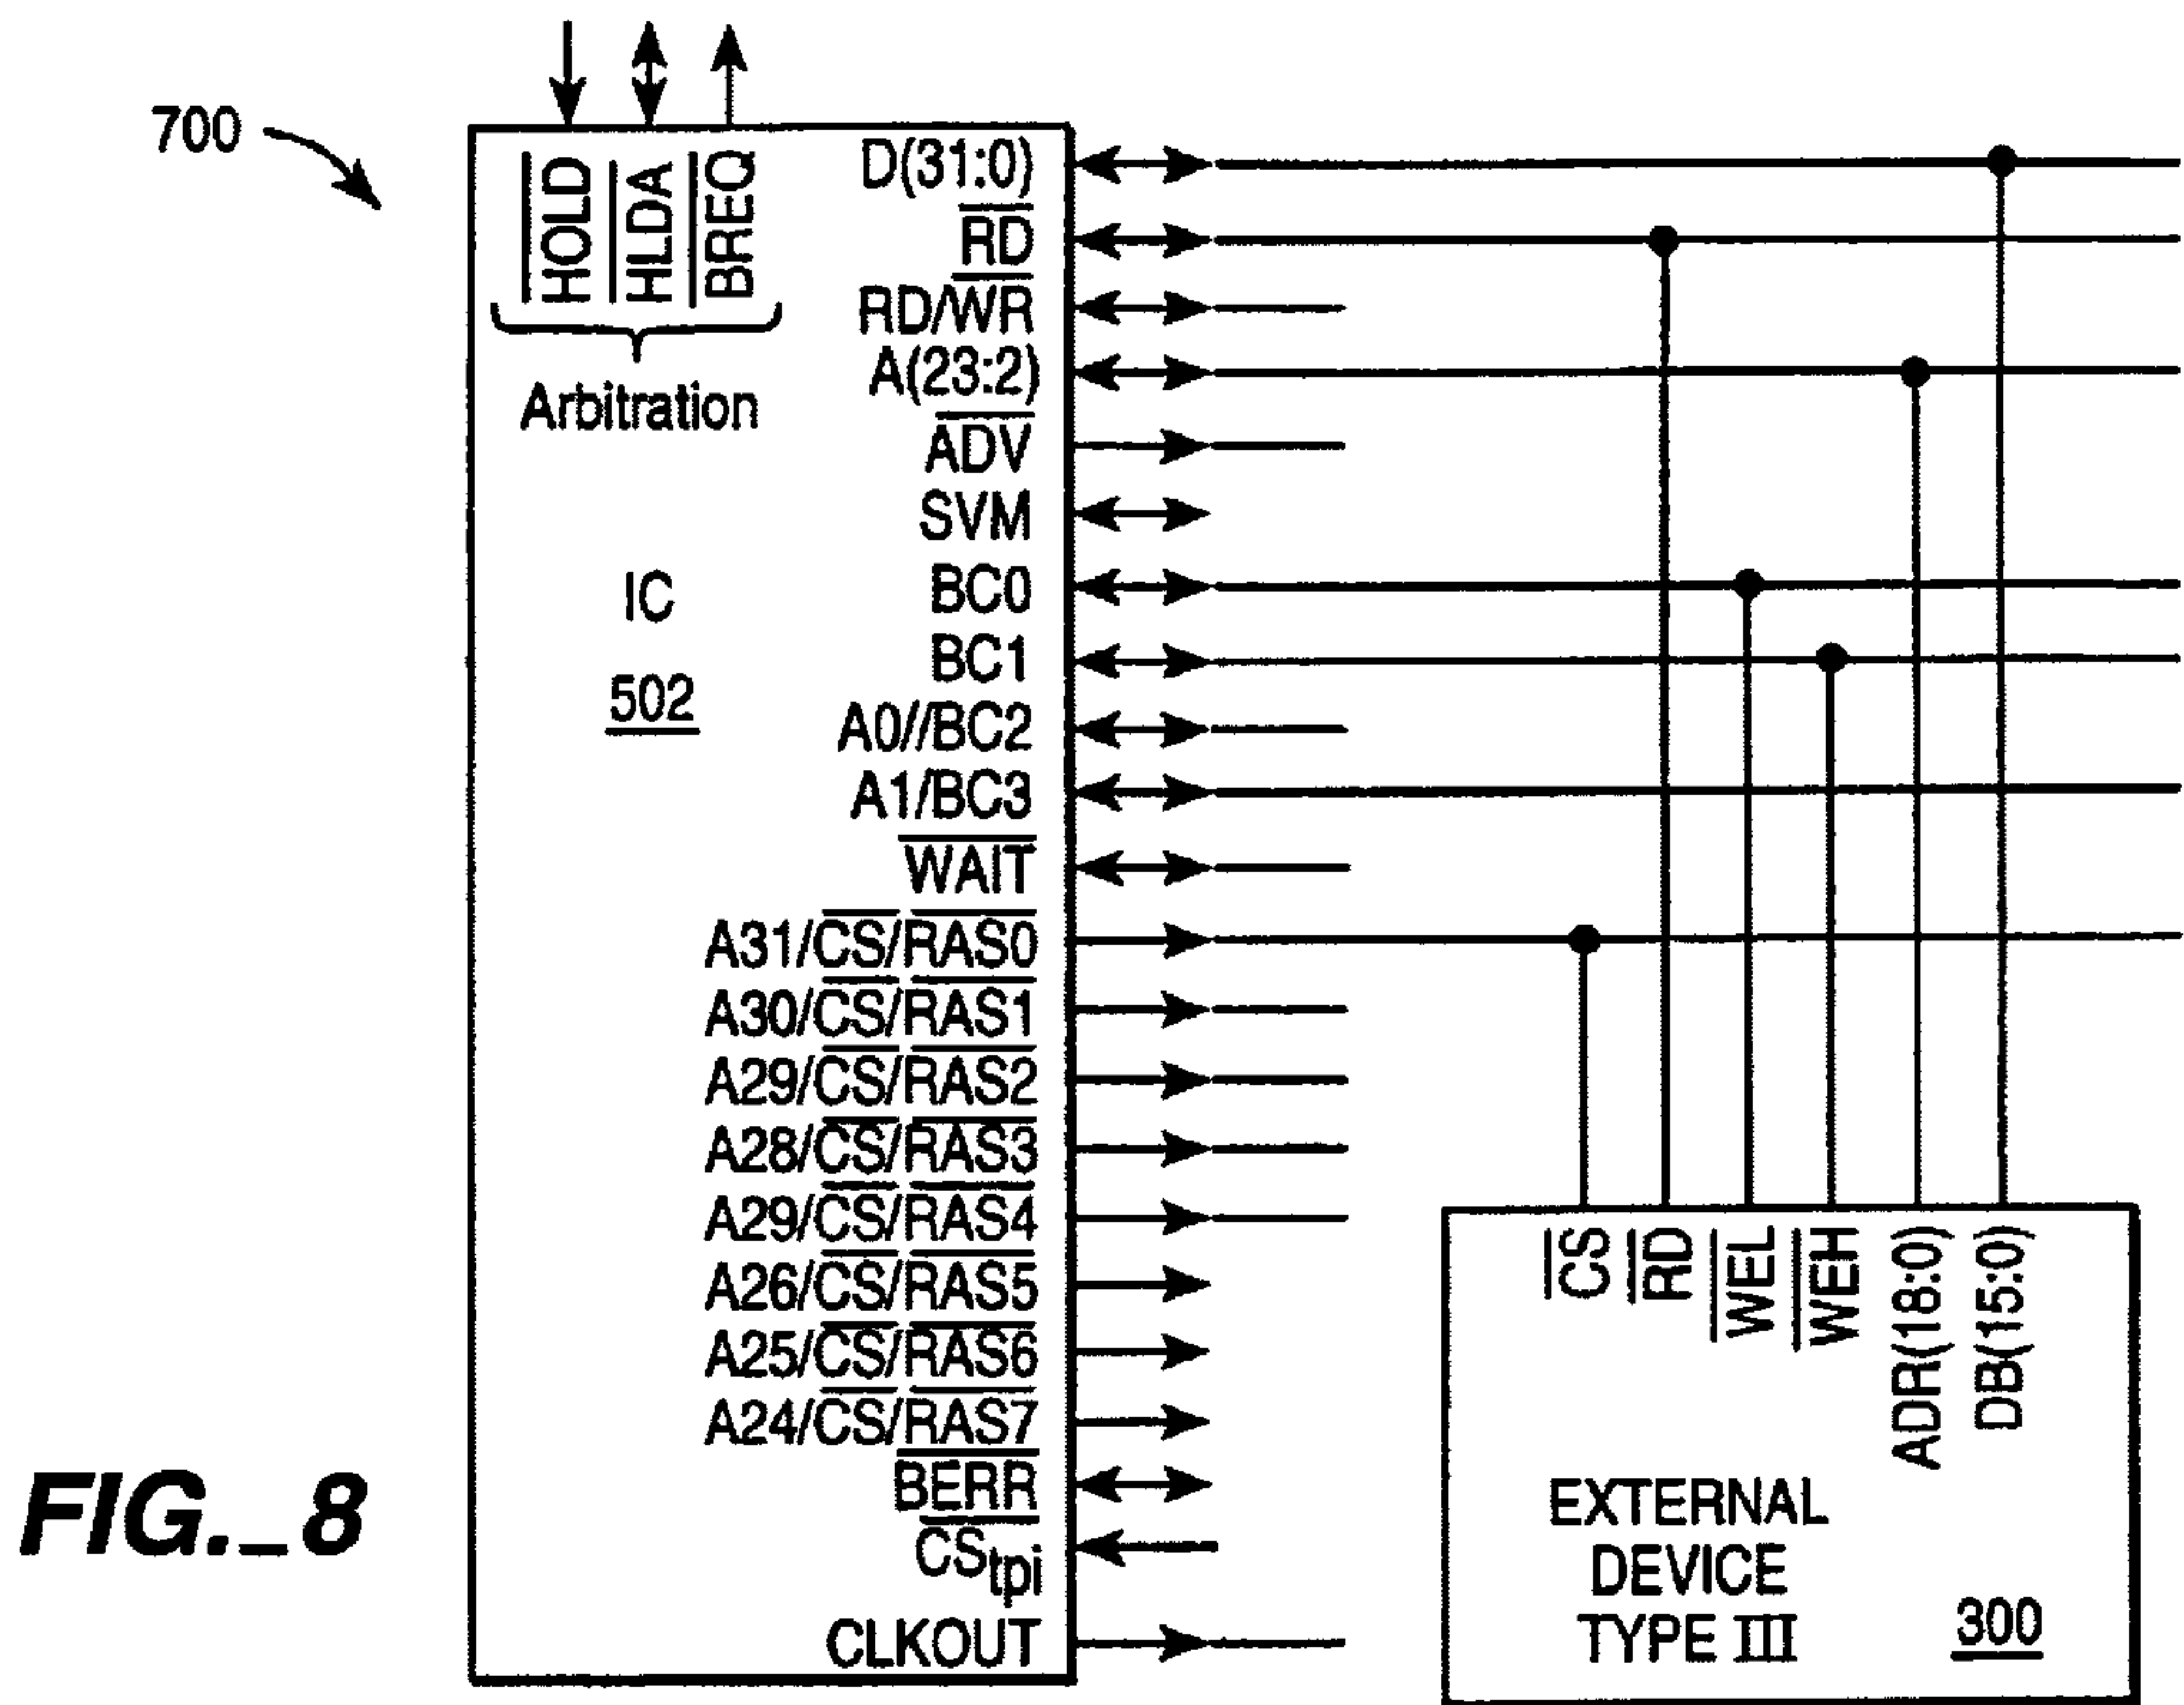 700
HOLD
HLDA
BREQ
Arbitration
IC
502
D(31:0)
RD
RD/WR
A(23:2)
ADV
SVM
BC0
BC1
A0//BC2
A1/BC3
WAIT
A31/CS/RAS0
A30/CS/RAS1
A29/CS/RAS2
A28/CS/RAS3
A29/CS/RAS4
A26/CS/RAS5
A25/CS/RAS6
A24/CS/RAS7
BERR
CStpi
CLKOUT
CS
RD
WEL
WEH
ADR(18:0)
DB(15:0)
EXTERNAL
DEVICE
TYPE III
300
FIG._8